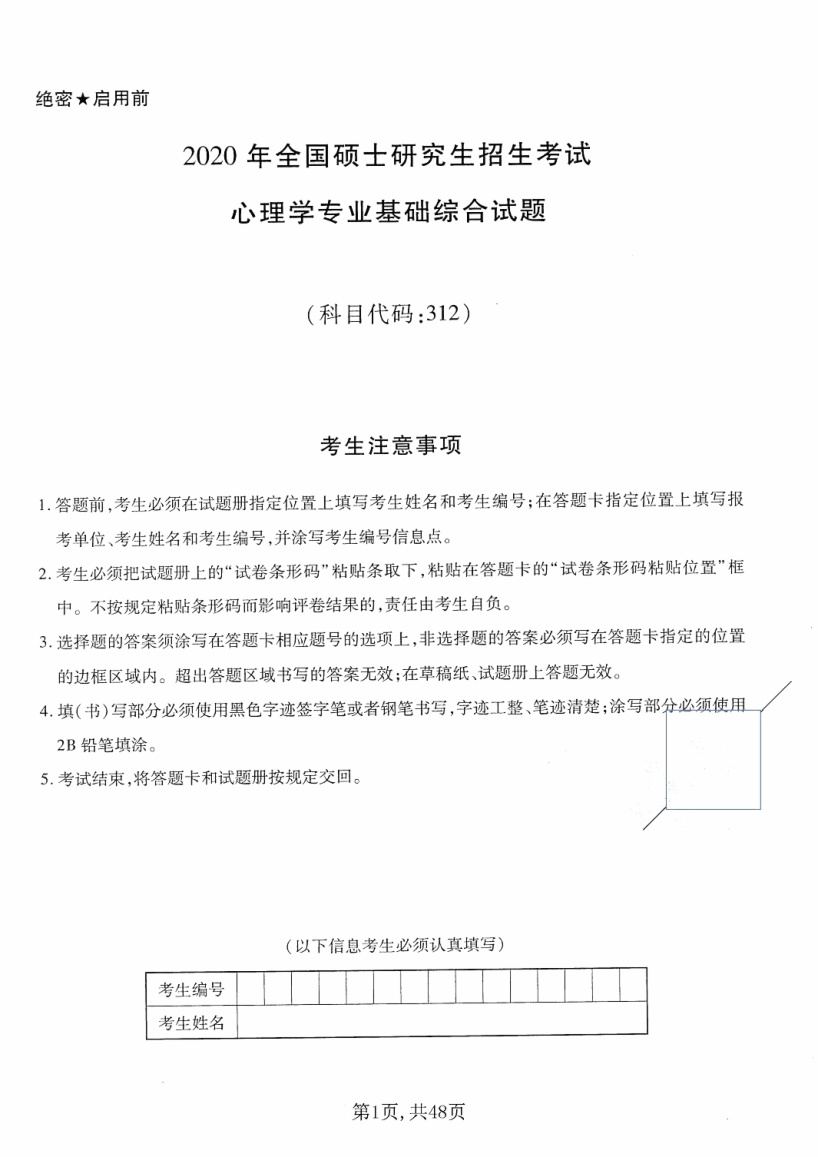 绝密★启用前
2020 年全国硕士研究生招生考试
心理学专业基础综合试题
(科目代码:312)
考生注意事项
1. 答题前,考生必须在试题册指定位置上填写考生姓名和考生编号;在答题卡指定位置上填写报
考单位、考生姓名和考生编号,并涂写考生编号信息点。
2. 考生必须把试题册上的“试卷条形码”粘贴条取下,粘贴在答题卡的“试卷条形码粘贴位置”框
中。不按规定粘贴条形码而影响评卷结果的,责任由考生自负。
3. 选择题的答案须涂写在答题卡相应题号的选项上,非选择题的答案必须写在答题卡指定的位置
的边框区域内。超出答题区域书写的答案无效;在草稿纸、试题册上答题无效。
4. 填(书)写部分必须使用黑色字迹签字笔或者钢笔书写,字迹工整、笔迹清楚;涂写部分必须使用
2B 铅笔填涂。
5. 考试结束,将答题卡和试题册按规定交回。
(以下信息考生必须认真填写)
考生编号
考生姓名
第1页, 共48页